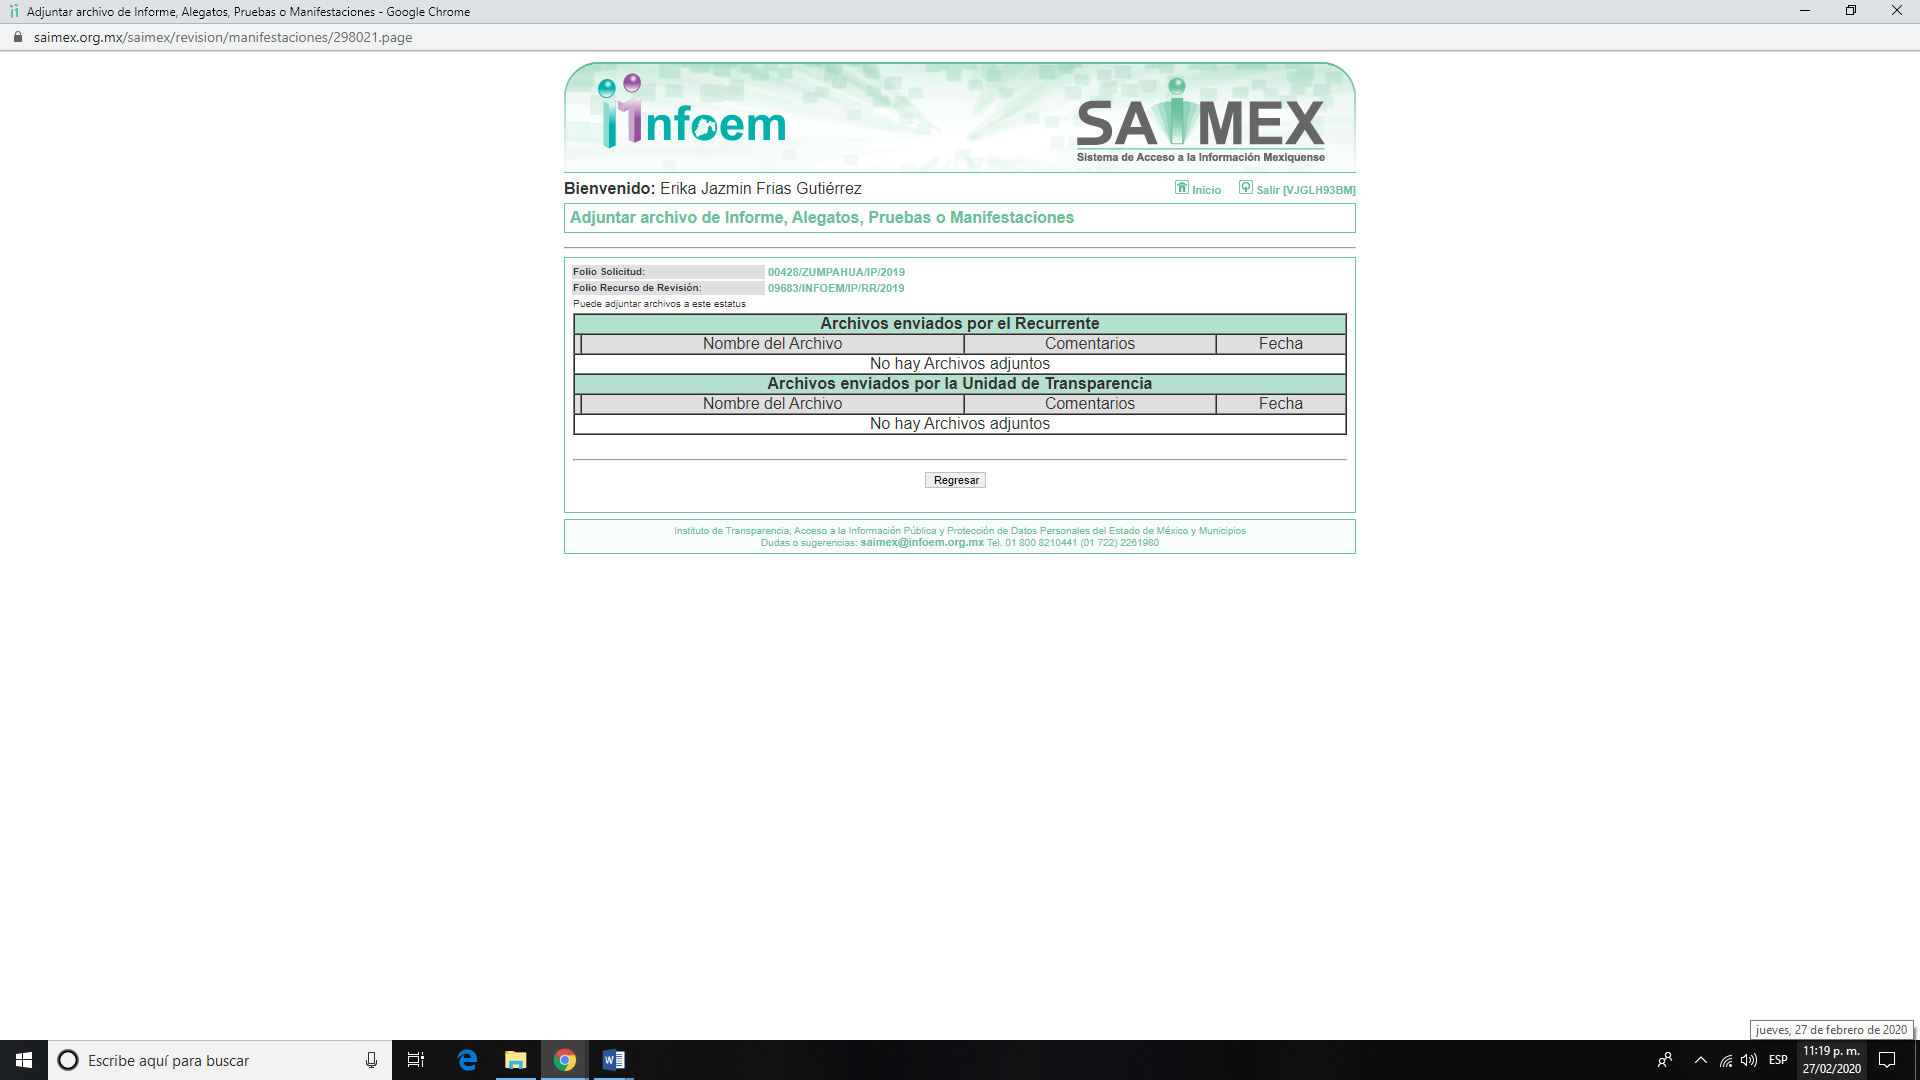 Adjuntar archivo de Informe, Alegatos, Pruebas o Manifestaciones - Google Chrome
saimex.org.mx/saimex/revision/manifestaciones/298021.page
infoem
SAIMEX
Sistema de Acceso a la Información Mexiquense
Bienvenido: Erika Jazmin Frias Gutiérrez
Inicio
Salir [VJGLH93BM]
Adjuntar archivo de Informe, Alegatos, Pruebas o Manifestaciones
Folio Solicitud: 00428/ZUMPAHUA/IP/2019
Folio Recurso de Revisión: 09683/INFOEM/IP/RR/2019
Puede adjuntar archivos a este estatus
Archivos enviados por el Recurrente
Nombre del Archivo Comentarios Fecha
No hay Archivos adjuntos
Archivos enviados por la Unidad de Transparencia
Nombre del Archivo Comentarios Fecha
No hay Archivos adjuntos
Regresar
Instituto de Transparencia, Acceso a la Información Pública y Protección de Datos Personales del Estado de México y Municipios
Dudas o sugerencias: saimex@infoem.org.mx Tel. 01 800 8210441 (01 722) 2261980
jueves, 27 de febrero de 2020
Escribe aquí para buscar
ESP
11:19 p. m.
27/02/2020